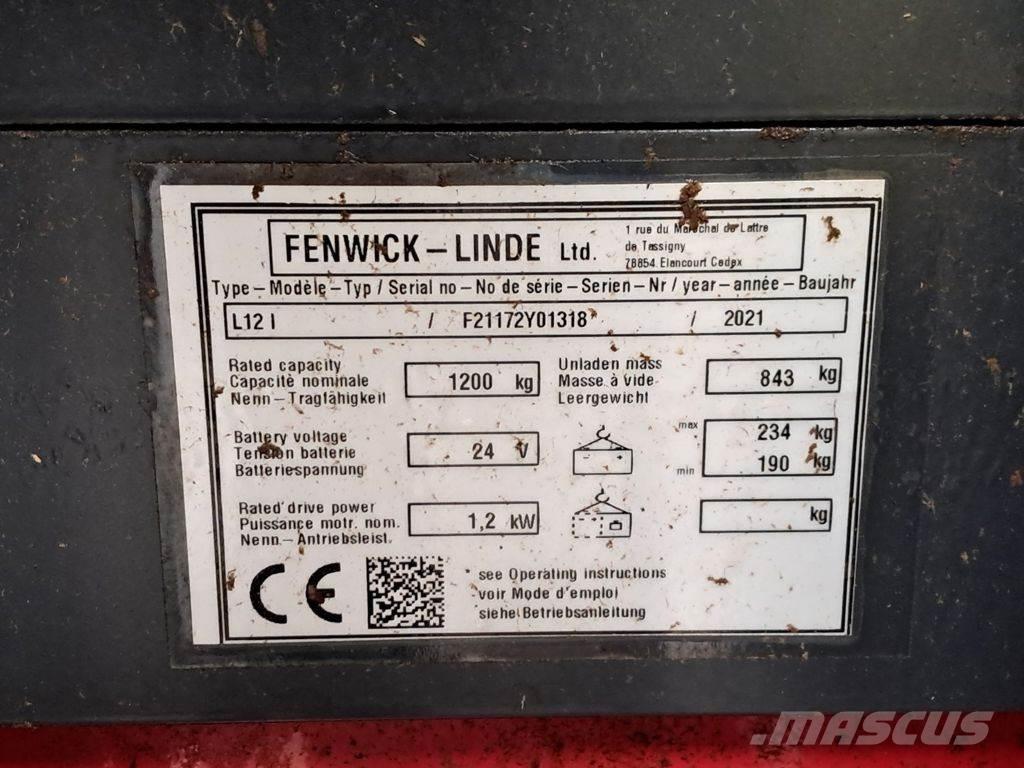 FENWICK – LINDE Ltd.
1 rue du Maréchal de Lattre
de Tassigny
78854 Elancourt Cedex
Type – Modèle – Typ / Serial no – No de série – Serien – Nr / year – année – Baujahr
L12 I / F21172Y01318 / 2021
Rated capacity
Capacité nominale
Nenn – Tragfähigkeit
1200 kg
Unladen mass
Masse à vide
Leergewicht
843 kg
Battery voltage
Tension batterie
Batteriespannung
24 V
max 234 kg
min 190 kg
Rated drive power
Puissance motr. nom.
Nenn. – Antriebsleist.
1,2 kW
kg
CE
see Operating instructions
voir Mode d'emploi
siehe Betriebsanleitung
MASCUS